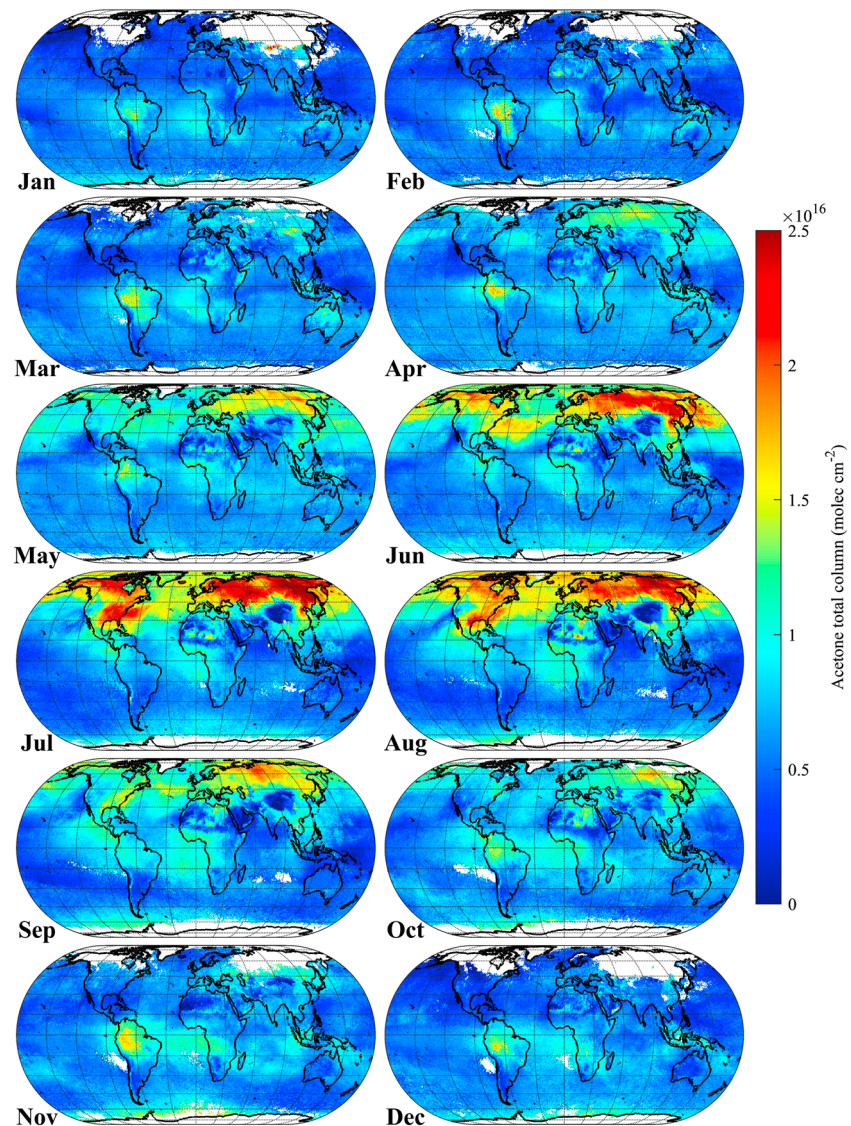 Jan
Feb
×10^16
2.5
Mar
Apr
2
May
Jun
1.5
Acetone total column (molec cm^-2)
1
Jul
Aug
0.5
Sep
Oct
0
Nov
Dec